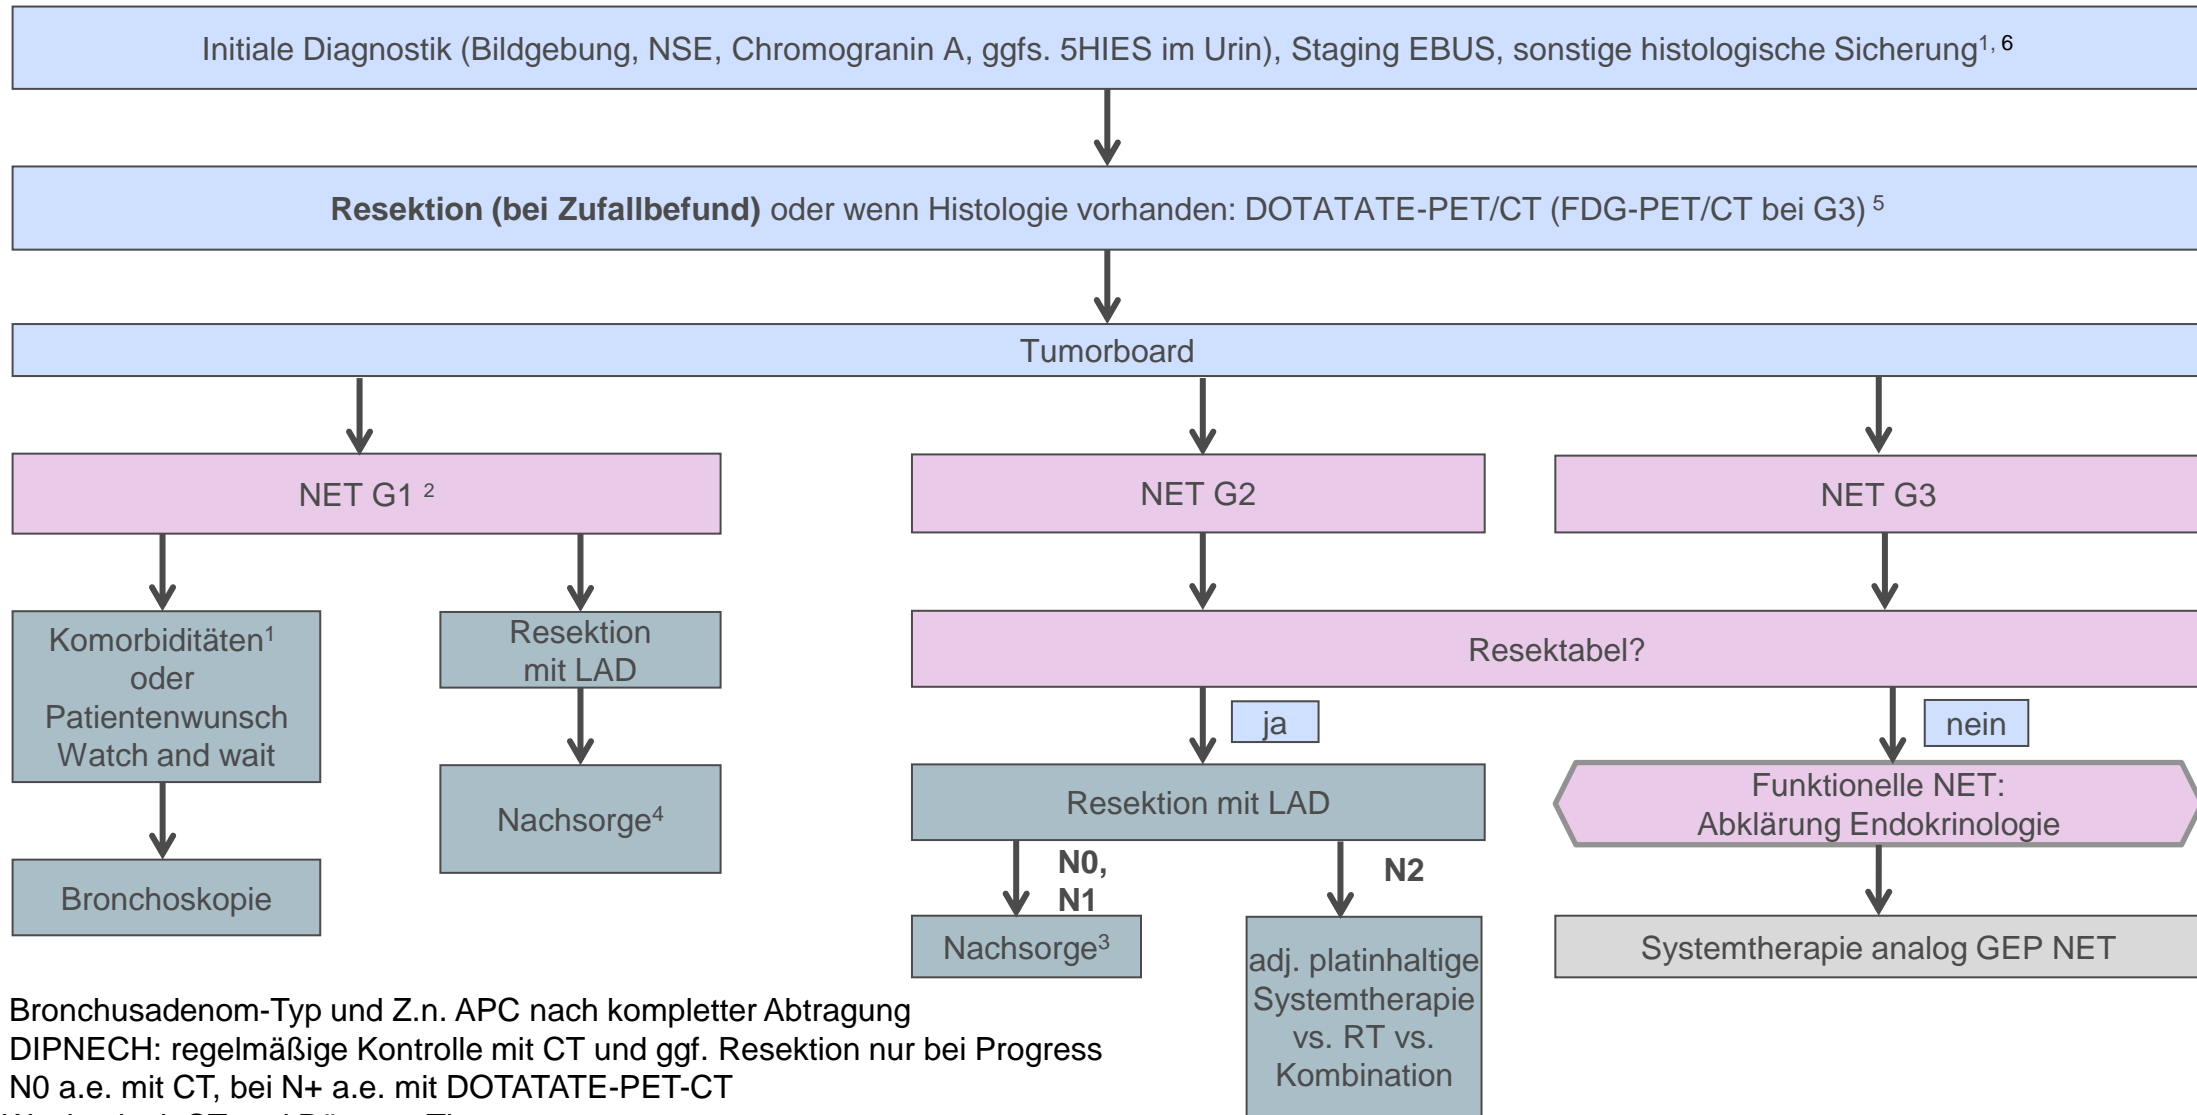 Initiale Diagnostik (Bildgebung, NSE, Chromogranin A, ggfs. 5HIES im Urin), Staging EBUS, sonstige histologische Sicherung1, 6
Resektion (bei Zufallbefund) oder wenn Histologie vorhanden: DOTATATE-PET/CT (FDG-PET/CT bei G3) 5
Tumorboard
NET G1 2
NET G2
NET G3
Komorbiditäten1
oder
Patientenwunsch
Watch and wait
Resektion
mit LAD
Resektabel?
ja
nein
Nachsorge4
Resektion mit LAD
Funktionelle NET:
Abklärung Endokrinologie
Bronchoskopie
N0,
N1
N2
Nachsorge3
adj. platinhaltige
Systemtherapie
vs. RT vs.
Kombination
Systemtherapie analog GEP NET
Bronchusadenom-Typ und Z.n. APC nach kompletter Abtragung
DIPNECH: regelmäßige Kontrolle mit CT und ggf. Resektion nur bei Progress
N0 a.e. mit CT, bei N+ a.e. mit DOTATATE-PET-CT